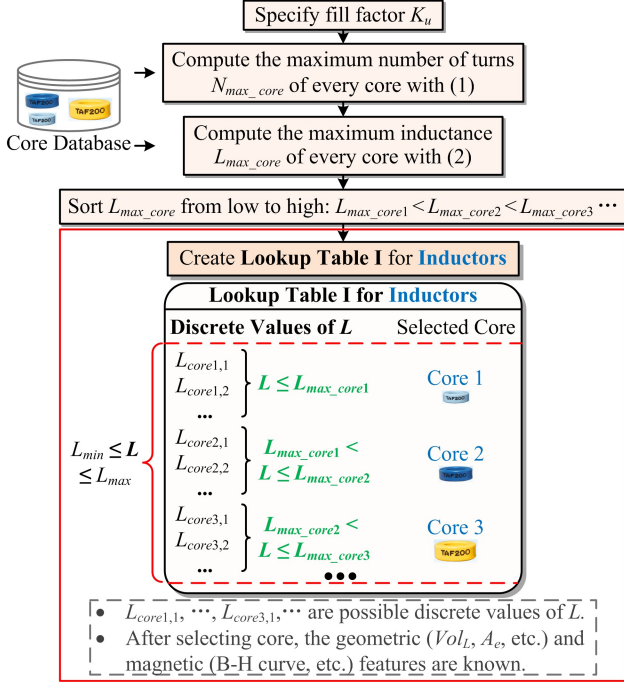 Specify fill factor K_u
Compute the maximum number of turns
N_max_core of every core with (1)
TAF200
TAF200
TAF200
Core Database
Compute the maximum inductance
L_max_core of every core with (2)
Sort L_max_core from low to high: L_max_core1 < L_max_core2 < L_max_core3 ···
Create Lookup Table I for Inductors
Lookup Table I for Inductors
Discrete Values of L Selected Core
L_core1,1
L_core1,2
...
L ≤ L_max_core1
Core 1
TAF200
L_min ≤ L
≤ L_max
L_core2,1
L_core2,2
...
L_max_core1 <
L ≤ L_max_core2
Core 2
TAF200
L_core3,1
L_core3,2
...
L_max_core2 <
L ≤ L_max_core3
Core 3
TAF200
•••
• L_core1,1, ···, L_core3,1,··· are possible discrete values of L.
• After selecting core, the geometric (Vol_L, A_e, etc.) and
magnetic (B-H curve, etc.) features are known.